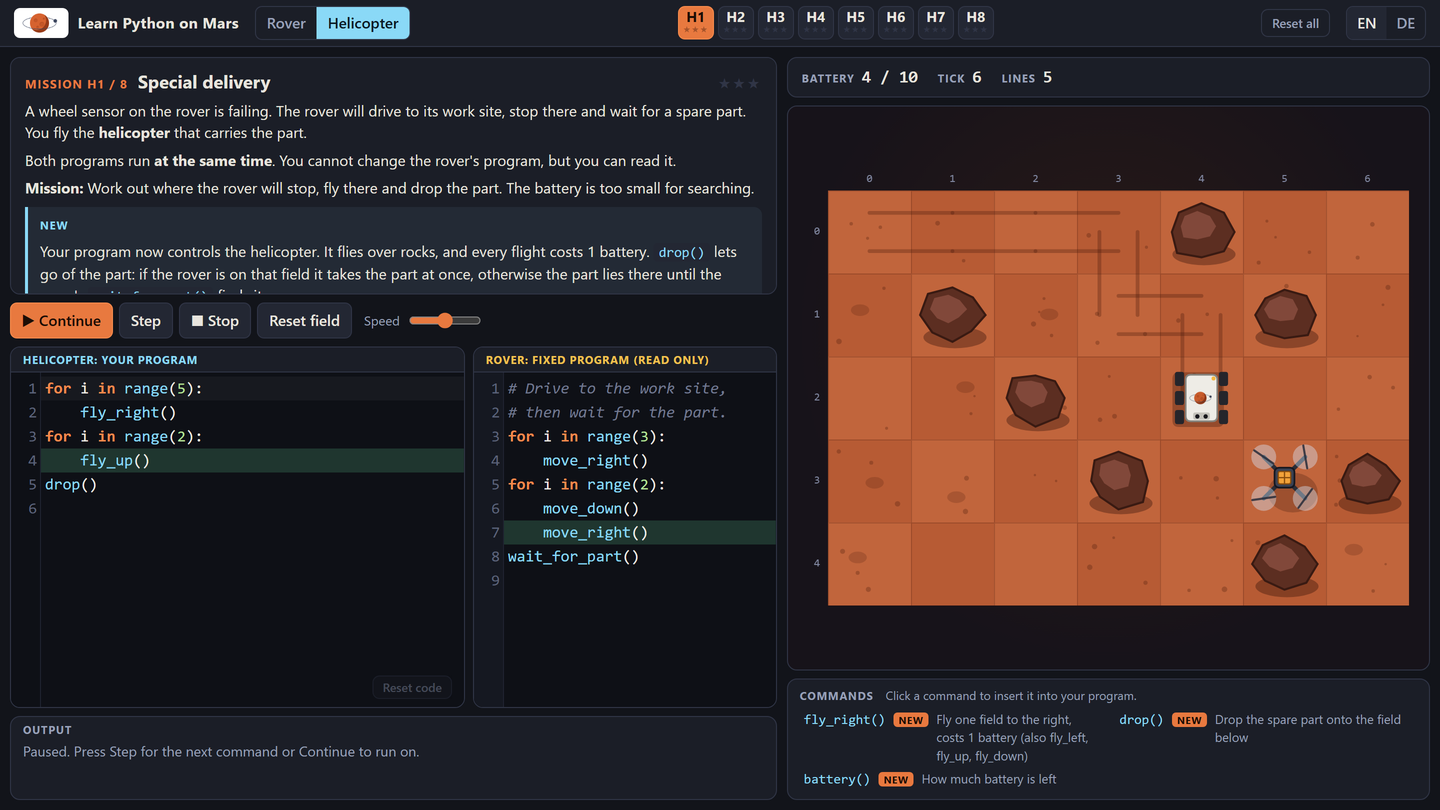 Learn Python on Mars
Rover
Helicopter
H1
H2
H3
H4
H5
H6
H7
H8
Reset all
EN
DE
MISSION H1 / 8 Special delivery
A wheel sensor on the rover is failing. The rover will drive to its work site, stop there and wait for a spare part.
You fly the helicopter that carries the part.
Both programs run at the same time. You cannot change the rover's program, but you can read it.
Mission: Work out where the rover will stop, fly there and drop the part. The battery is too small for searching.
NEW
Your program now controls the helicopter. It flies over rocks, and every flight costs 1 battery. drop() lets
go of the part: if the rover is on that field it takes the part at once, otherwise the part lies there until the
▶ Continue
Step
■ Stop
Reset field
Speed
HELICOPTER: YOUR PROGRAM
1 for i in range(5):
2 fly_right()
3 for i in range(2):
4 fly_up()
5 drop()
6
Reset code
ROVER: FIXED PROGRAM (READ ONLY)
1 # Drive to the work site,
2 # then wait for the part.
3 for i in range(3):
4 move_right()
5 for i in range(2):
6 move_down()
7 move_right()
8 wait_for_part()
9
OUTPUT
Paused. Press Step for the next command or Continue to run on.
BATTERY 4 / 10 TICK 6 LINES 5
0 1 2 3 4 5 6
0
1
2
3
4
COMMANDS Click a command to insert it into your program.
fly_right() NEW Fly one field to the right,
costs 1 battery (also fly_left,
fly_up, fly_down)
drop() NEW Drop the spare part onto the field
below
battery() NEW How much battery is left